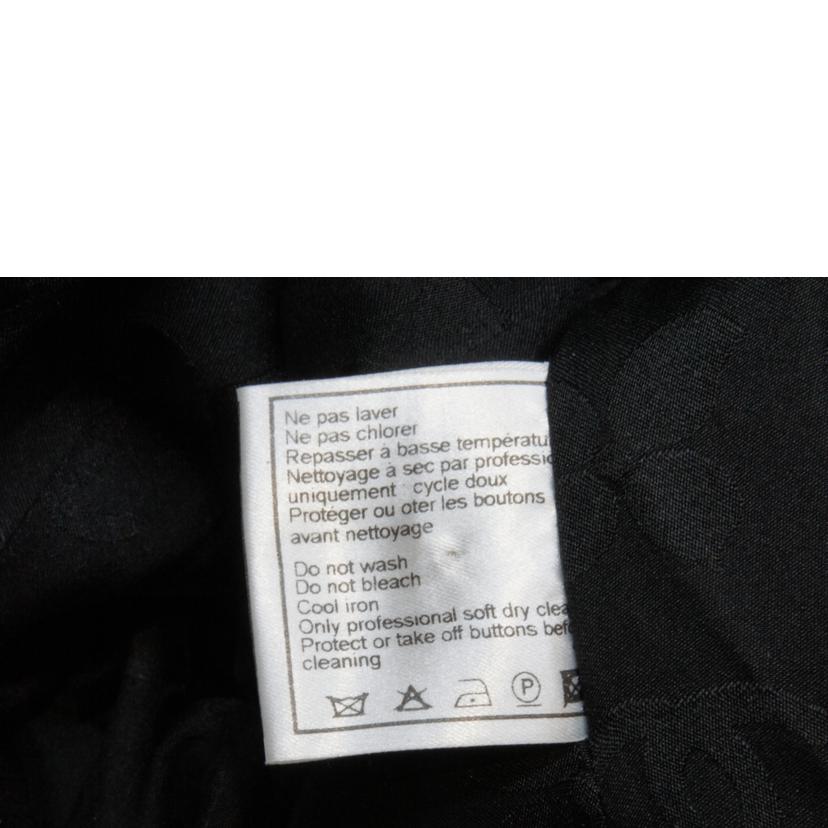 Ne pas laver
Ne pas chlorer
Repasser à basse températu
Nettoyage à sec par professio
uniquement cycle doux
Protéger ou oter les boutons
avant nettoyage
Do not wash
Do not bleach
Cool iron
Only professional soft dry clea
Protect or take off buttons befo
cleaning
P